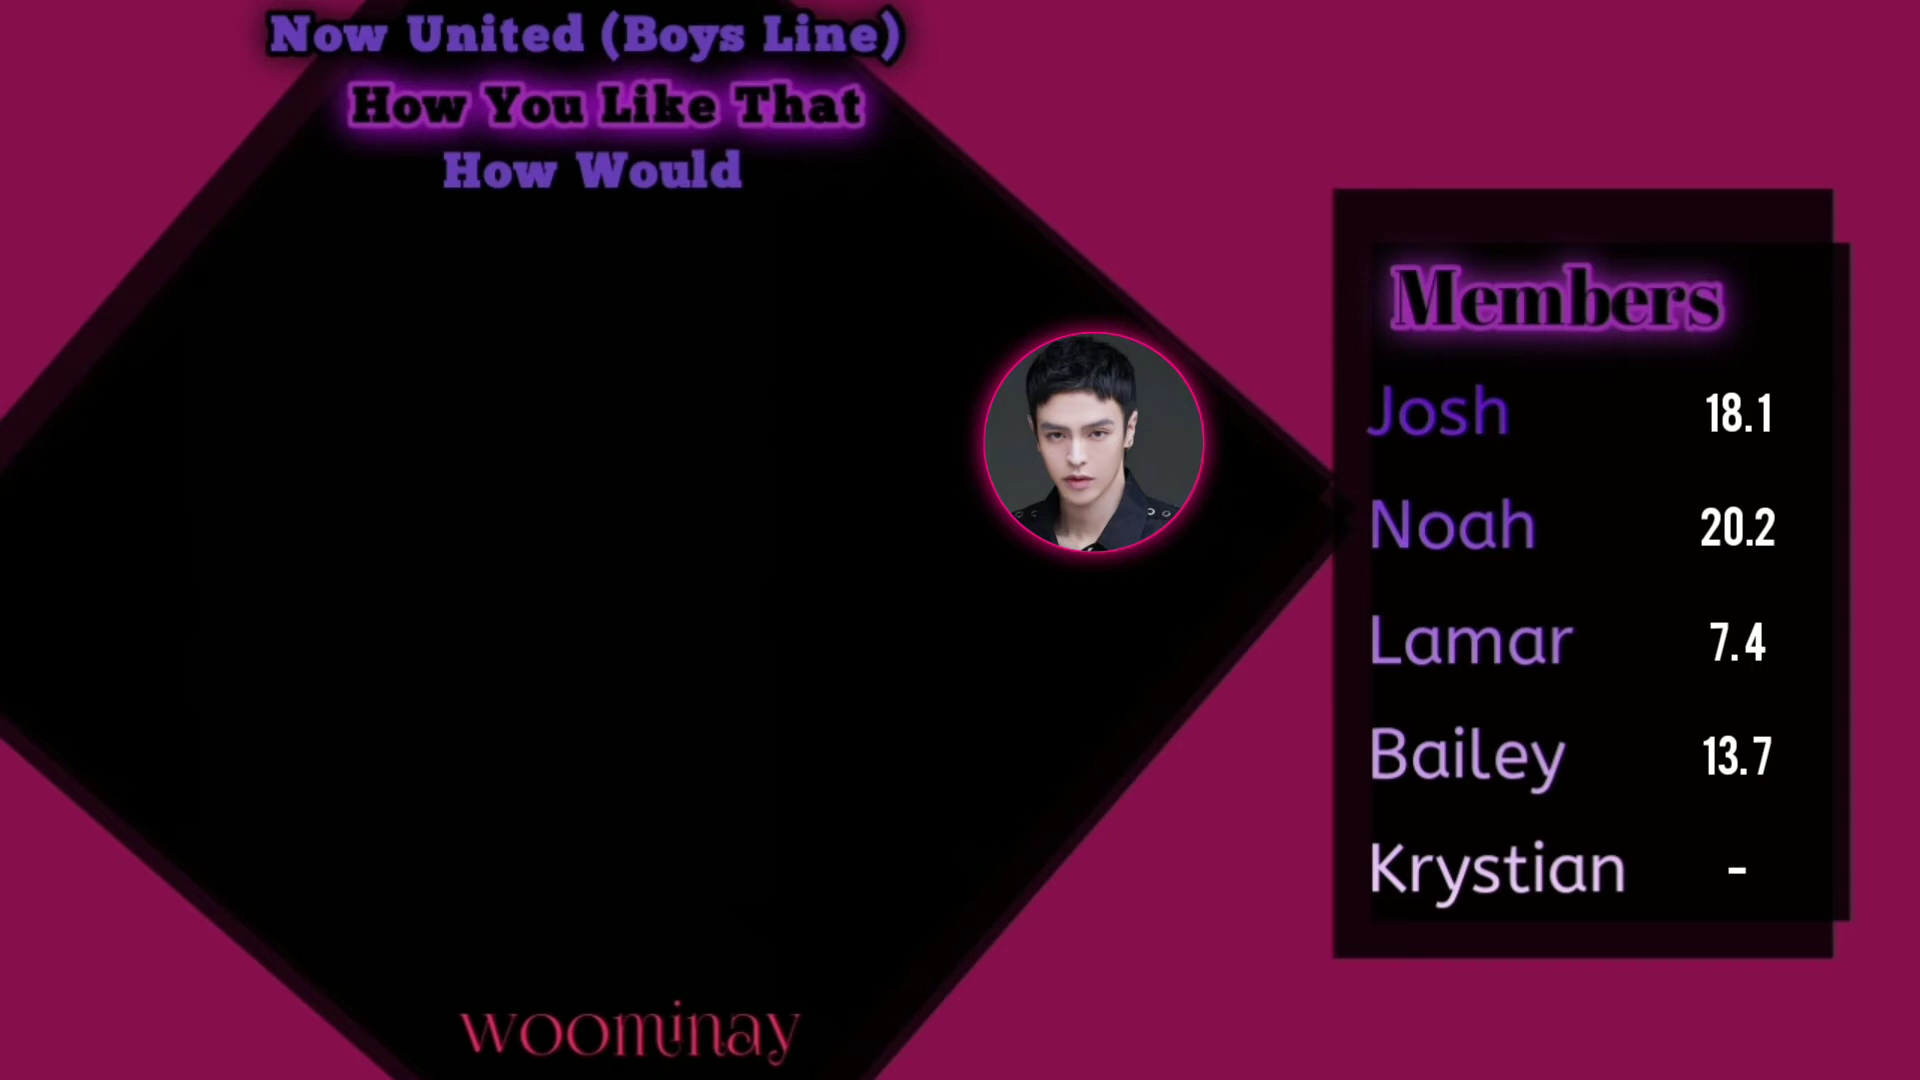 Now United (Boys Line)
How You Like That
How Would
Members
Josh 18.1
Noah 20.2
Lamar 7.4
Bailey 13.7
Krystian -
woominay